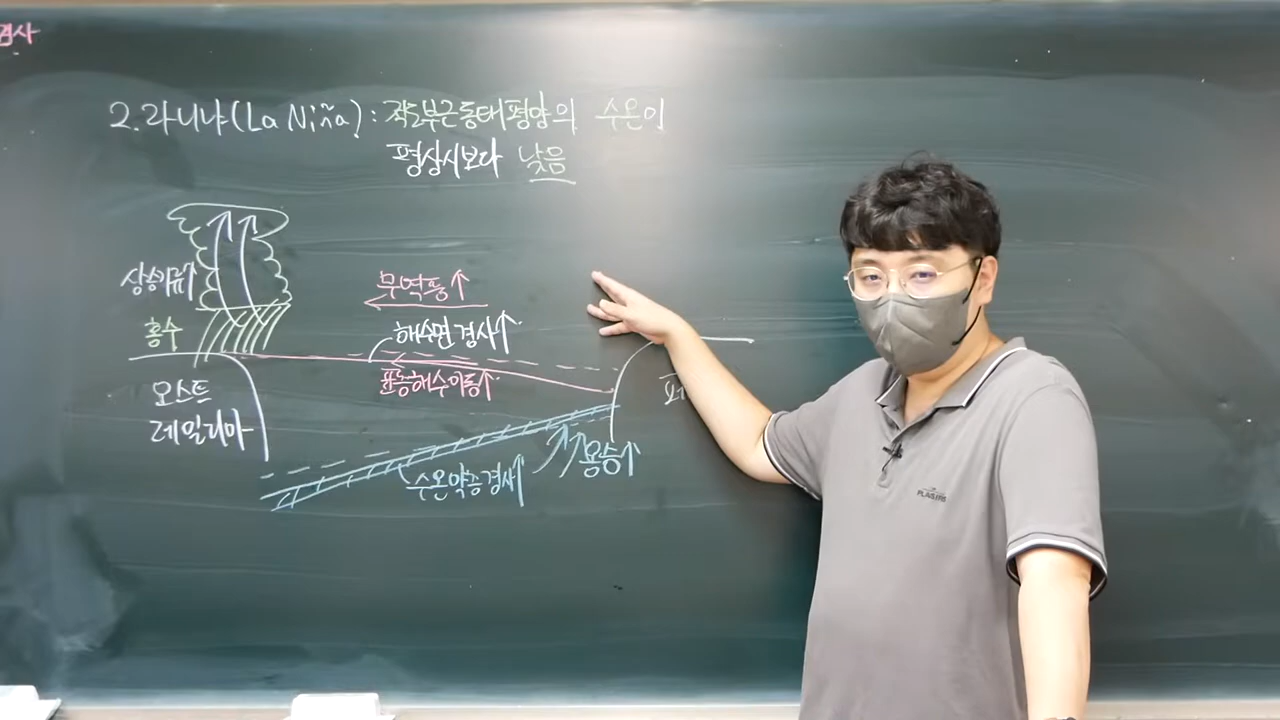 경사
2. 라니냐(La Niña) : 적도부근 동태평양의 수온이
평상시보다 낮음
상승기류↑
무역풍↑
홍수
해수면 경사↑
표층해수이동↑
오스트
레일리아
페
용승↑
수온약층경사↑
PLAYERS